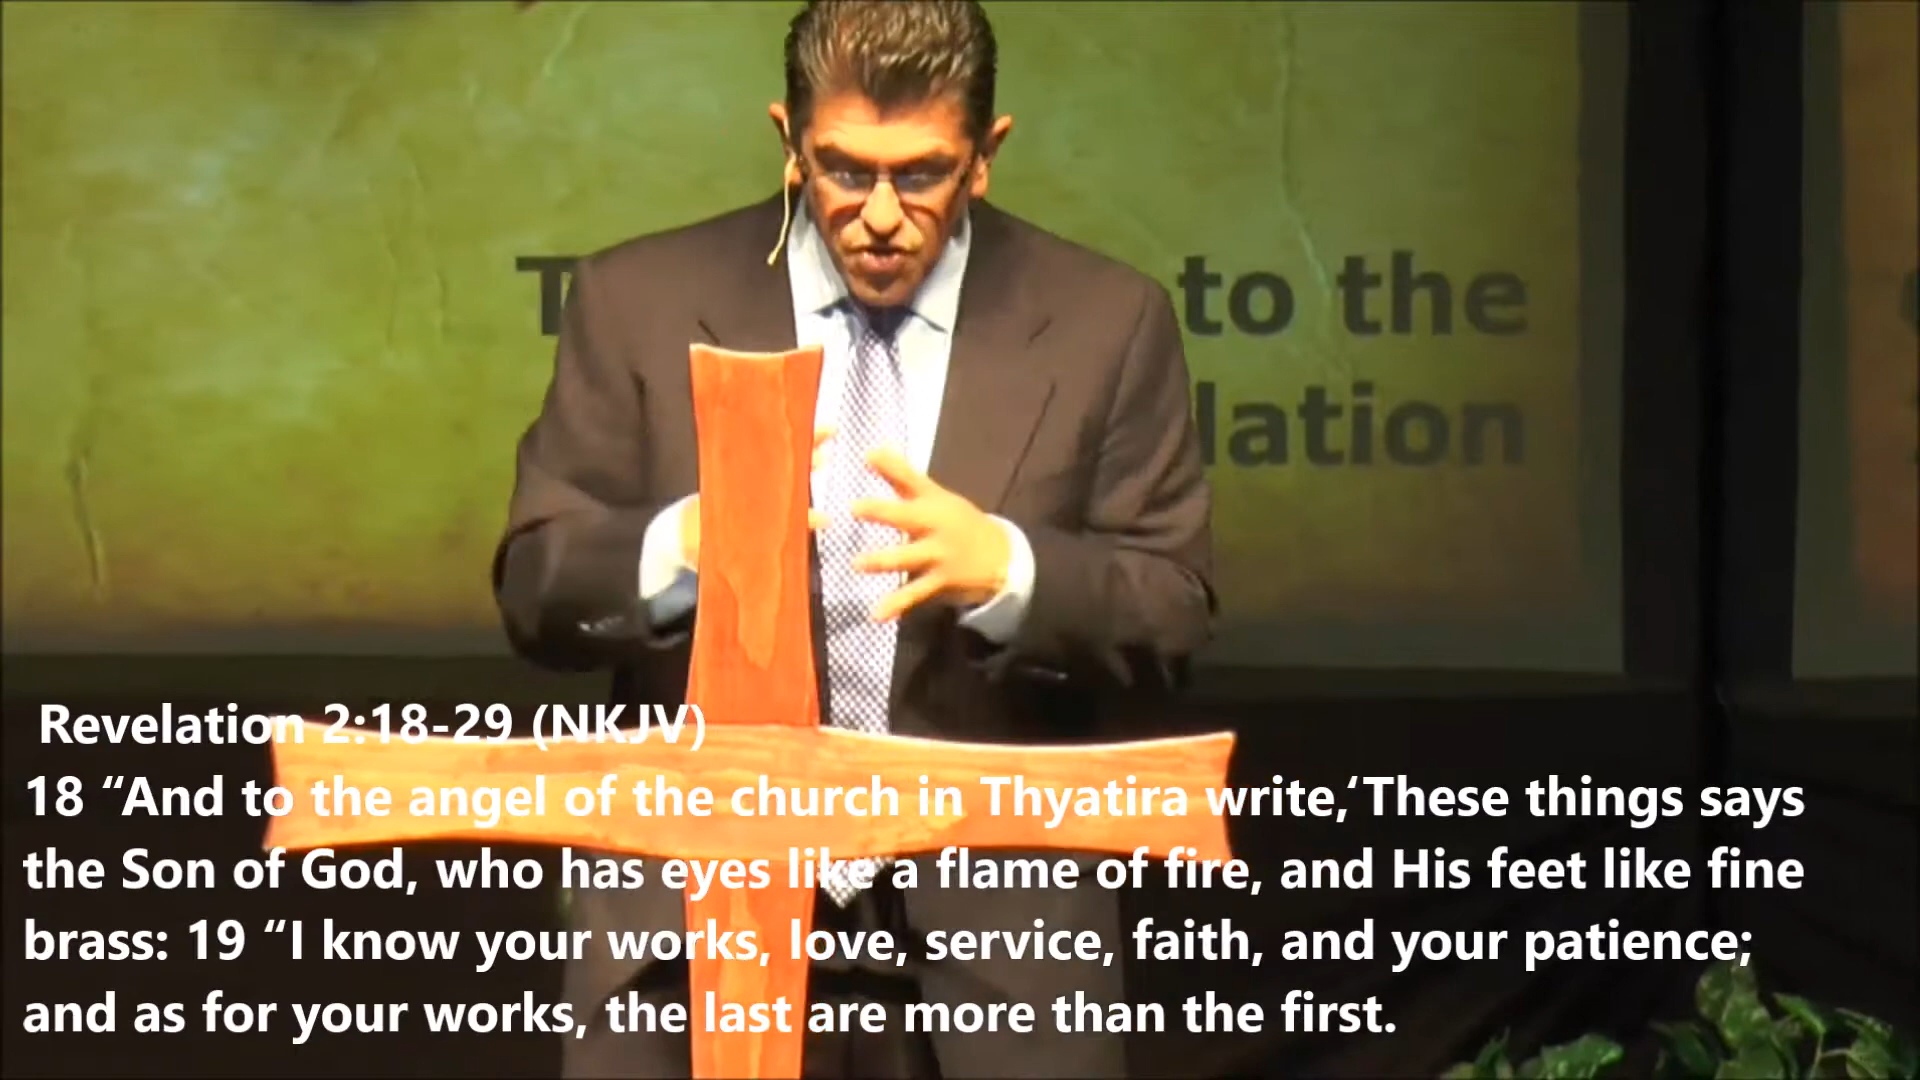 to the
Revelation 2:18-29 (NKJV)
18 “And to the angel of the church in Thyatira write,‘These things says
the Son of God, who has eyes like a flame of fire, and His feet like fine
brass: 19 “I know your works, love, service, faith, and your patience;
and as for your works, the last are more than the first.